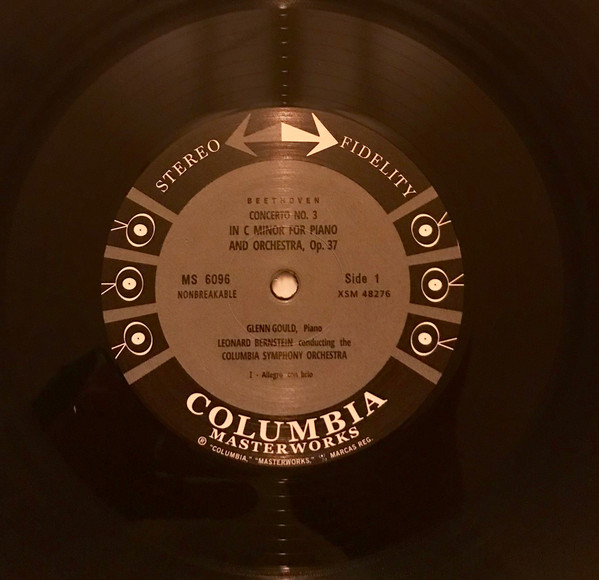 STEREO FIDELITY
BEETHOVEN
CONCERTO NO. 3
IN C MINOR FOR PIANO
AND ORCHESTRA, Op. 37
MS 6096
NONBREAKABLE
Side 1
XSM 48276
GLENN GOULD, Piano
LEONARD BERNSTEIN conducting the
COLUMBIA SYMPHONY ORCHESTRA
I - Allegro con brio
COLUMBIA
MASTERWORKS
℗ "COLUMBIA," "MASTERWORKS," MARCAS REG.